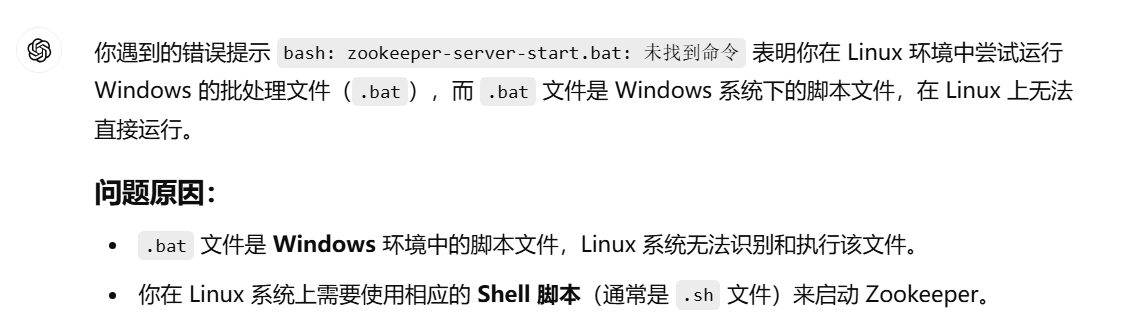 你遇到的错误提示 bash: zookeeper-server-start.bat: 未找到命令 表明你在 Linux 环境中尝试运行
Windows 的批处理文件（.bat），而 .bat 文件是 Windows 系统下的脚本文件，在 Linux 上无法
直接运行。
问题原因：
• .bat 文件是 Windows 环境中的脚本文件，Linux 系统无法识别和执行该文件。
• 你在 Linux 系统上需要使用相应的 Shell 脚本（通常是 .sh 文件）来启动 Zookeeper。